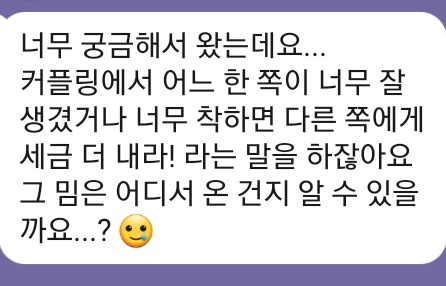 너무 궁금해서 왔는데요...
커플링에서 어느 한 쪽이 너무 잘
생겼거나 너무 착하면 다른 쪽에게
세금 더 내라! 라는 말을 하잖아요
그 밈은 어디서 온 건지 알 수 있을
까요...? 🥲